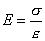 E = σ/ε